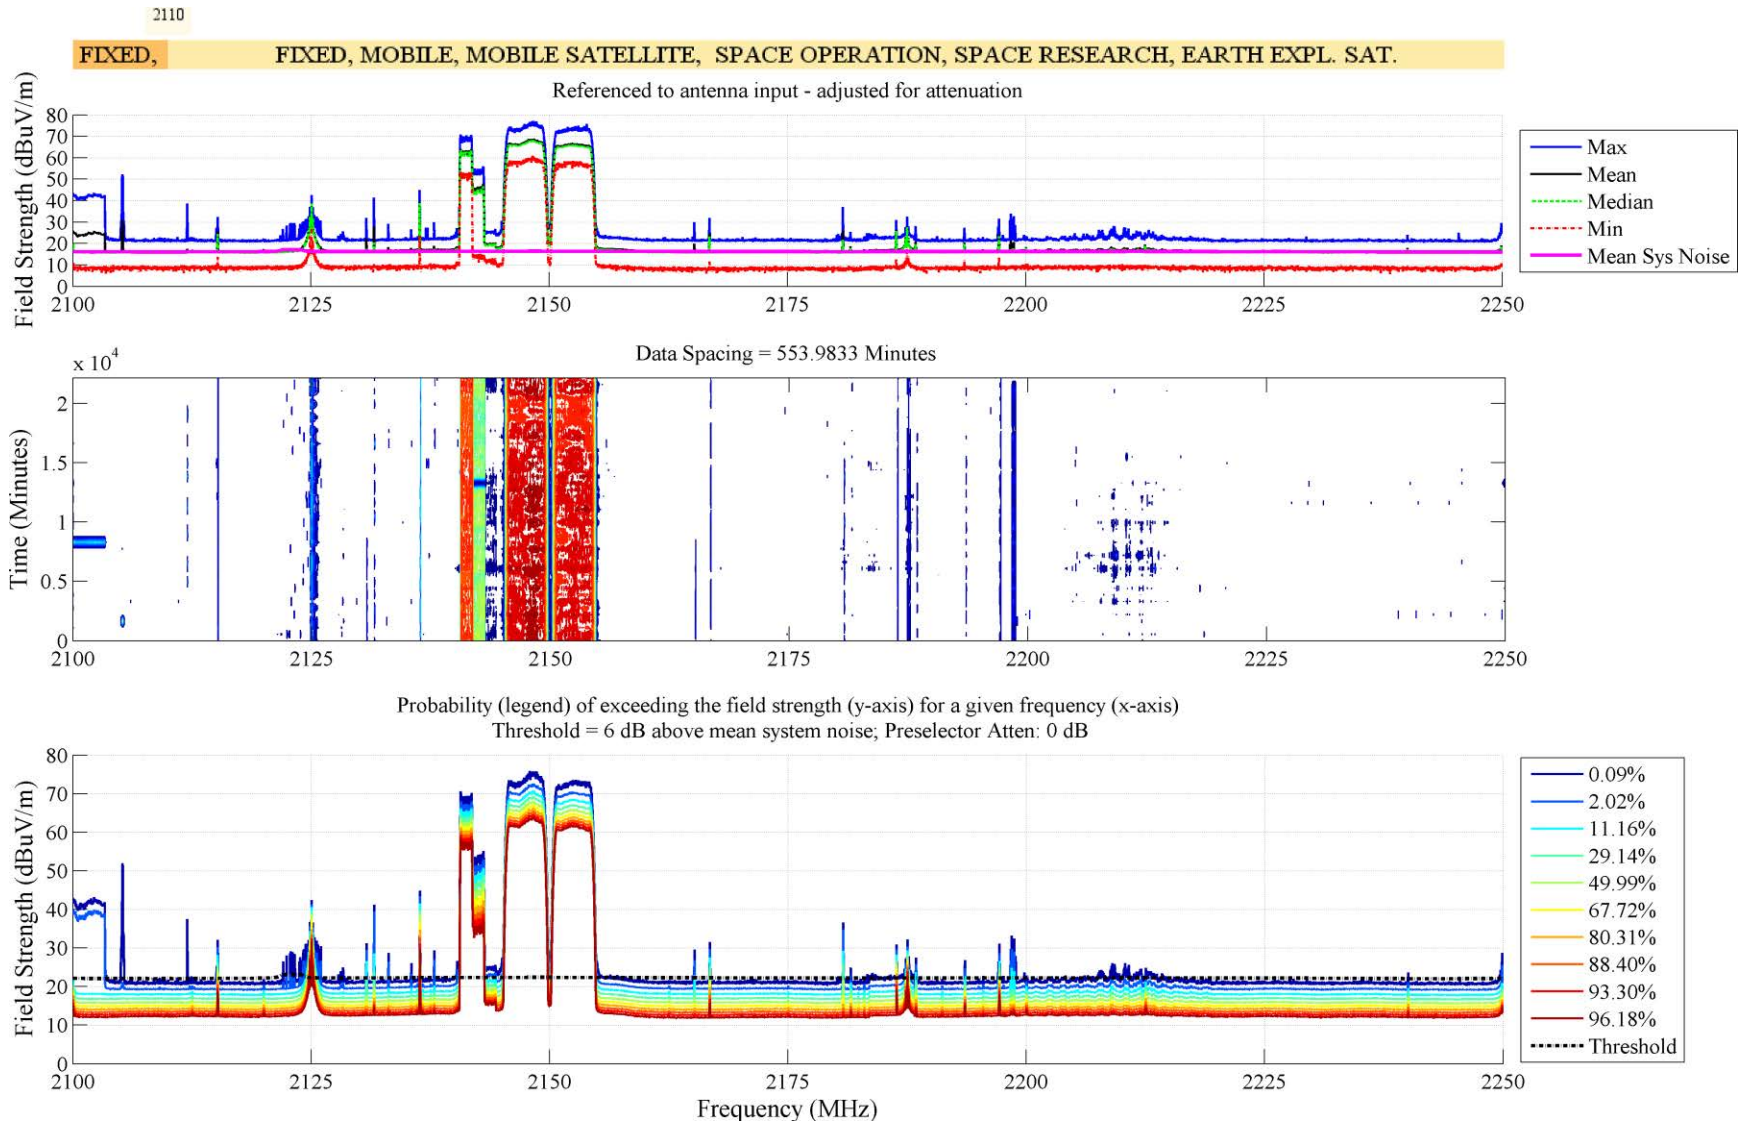 2110
FIXED, FIXED, MOBILE, MOBILE SATELLITE, SPACE OPERATION, SPACE RESEARCH, EARTH EXPL. SAT.
Referenced to antenna input - adjusted for attenuation
Field Strength (dBuV/m)
80
70
60
50
40
30
20
10
0
2100 2125 2150 2175 2200 2225 2250
Max
Mean
Median
Min
Mean Sys Noise
Data Spacing = 553.9833 Minutes
x 10^4
Time (Minutes)
2
1.5
1
0.5
0
2100 2125 2150 2175 2200 2225 2250
Probability (legend) of exceeding the field strength (y-axis) for a given frequency (x-axis)
Threshold = 6 dB above mean system noise; Preselector Atten: 0 dB
Field Strength (dBuV/m)
80
70
60
50
40
30
20
10
0
2100 2125 2150 2175 2200 2225 2250
Frequency (MHz)
0.09%
2.02%
11.16%
29.14%
49.99%
67.72%
80.31%
88.40%
93.30%
96.18%
Threshold